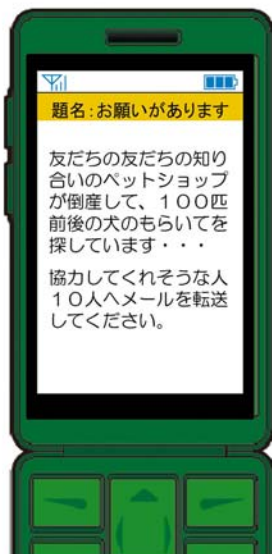 題名:お願いがあります
友だちの友だちの知り
合いのペットショップ
が倒産して、１００匹
前後の犬のもらいてを
探しています・・・
協力してくれそうな人
１０人へメールを転送
してください。